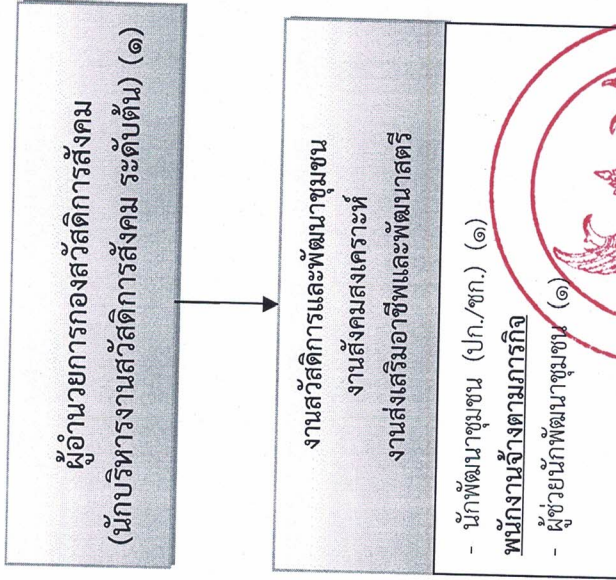 ผู้อำนวยการกองสวัสดิการสังคม
(นักบริหารงานสวัสดิการสังคม ระดับต้น) (๑)
งานสวัสดิการและพัฒนาชุมชน
งานสังคมสงเคราะห์
งานส่งเสริมอาชีพและพัฒนาสตรี
- นักพัฒนาชุมชน (ปก./ชก.) (๑)
พนักงานจ้างตามภารกิจ
- ผู้ช่วยนักพัฒนาชุมชน (๑)